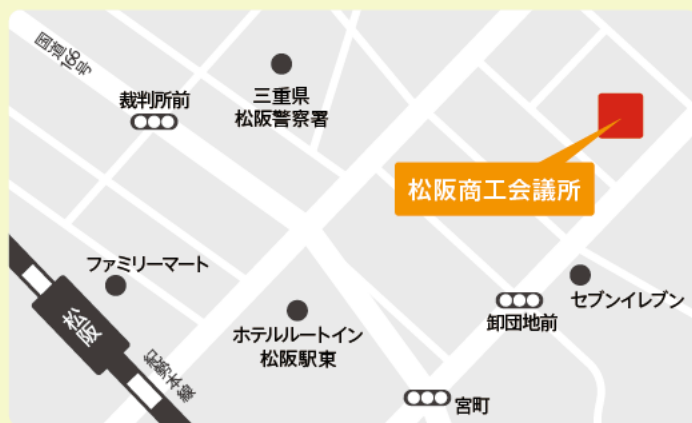 国道166号
裁判所前
三重県
松阪警察署
松阪商工会議所
ファミリーマート
セブンイレブン
松阪
紀勢本線
ホテルルートイン
松阪駅東
卸団地前
宮町